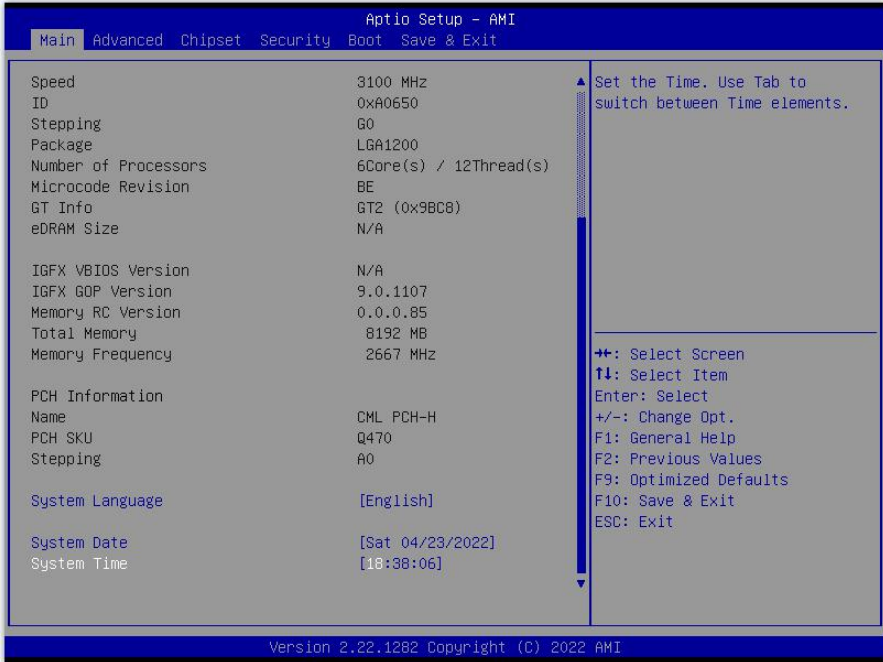 Aptio Setup – AMI
Main Advanced Chipset Security Boot Save & Exit
Speed 3100 MHz
ID 0xA0650
Stepping G0
Package LGA1200
Number of Processors 6Core(s) / 12Thread(s)
Microcode Revision BE
GT Info GT2 (0x9BC8)
eDRAM Size N/A
IGFX VBIOS Version N/A
IGFX GOP Version 9.0.1107
Memory RC Version 0.0.0.85
Total Memory 8192 MB
Memory Frequency 2667 MHz
PCH Information
Name CML PCH-H
PCH SKU Q470
Stepping A0
System Language [English]
System Date [Sat 04/23/2022]
System Time [18:38:06]
Set the Time. Use Tab to
switch between Time elements.
→←: Select Screen
↑↓: Select Item
Enter: Select
+/-: Change Opt.
F1: General Help
F2: Previous Values
F9: Optimized Defaults
F10: Save & Exit
ESC: Exit
Version 2.22.1282 Copyright (C) 2022 AMI